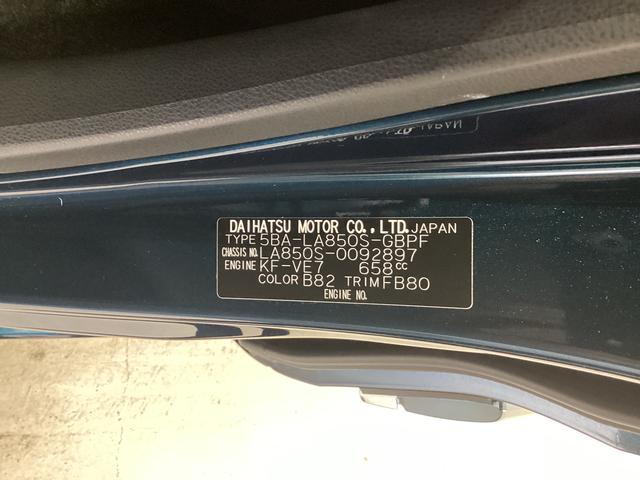 DAIHATSU MOTOR CO.,LTD. JAPAN
TYPE 5BA-LA850S-GBPF
CHASSIS NO. LA850S-0092897
ENGINE KF-VE7 658cc
COLOR B82 TRIM FB80
ENGINE NO.